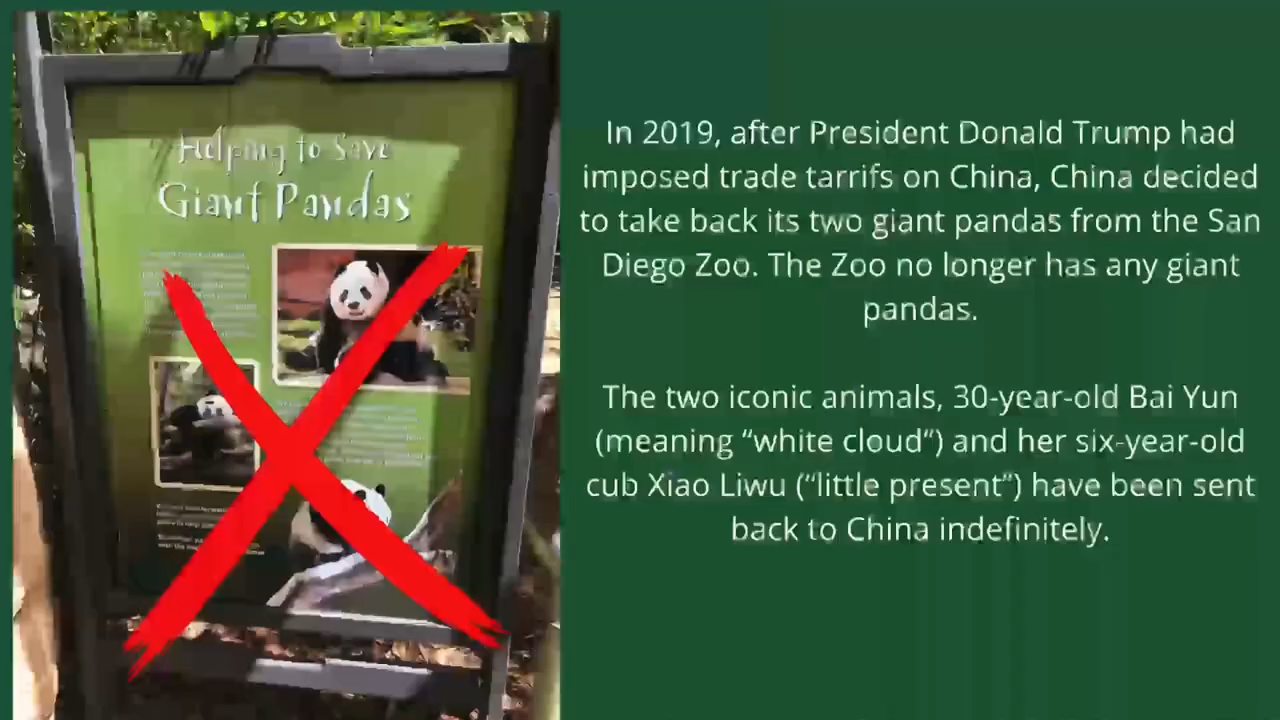 Helping to Save
Giant Pandas
In 2019, after President Donald Trump had
imposed trade tarrifs on China, China decided
to take back its two giant pandas from the San
Diego Zoo. The Zoo no longer has any giant
pandas.
The two iconic animals, 30-year-old Bai Yun
(meaning “white cloud”) and her six-year-old
cub Xiao Liwu (“little present”) have been sent
back to China indefinitely.